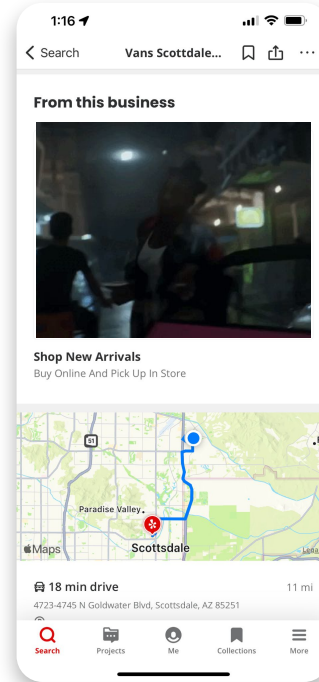 1:16
Search
Vans Scottdale...
From this business
Shop New Arrivals
Buy Online And Pick Up In Store
51
Paradise Valley
Maps
Scottsdale
18 min drive
11 mi
4723-4745 N Goldwater Blvd, Scottsdale, AZ 85251
Search
Projects
Me
Collections
More